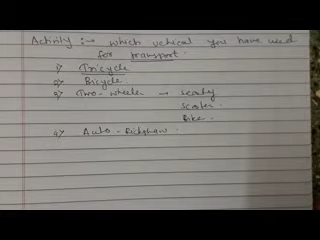 Activity :→ which vehical you have used
for transport.
1) Tricycle
2) Bicycle
3) Two-wheeler → scooty
scooter
Bike.
4) Auto-Rickshaw.